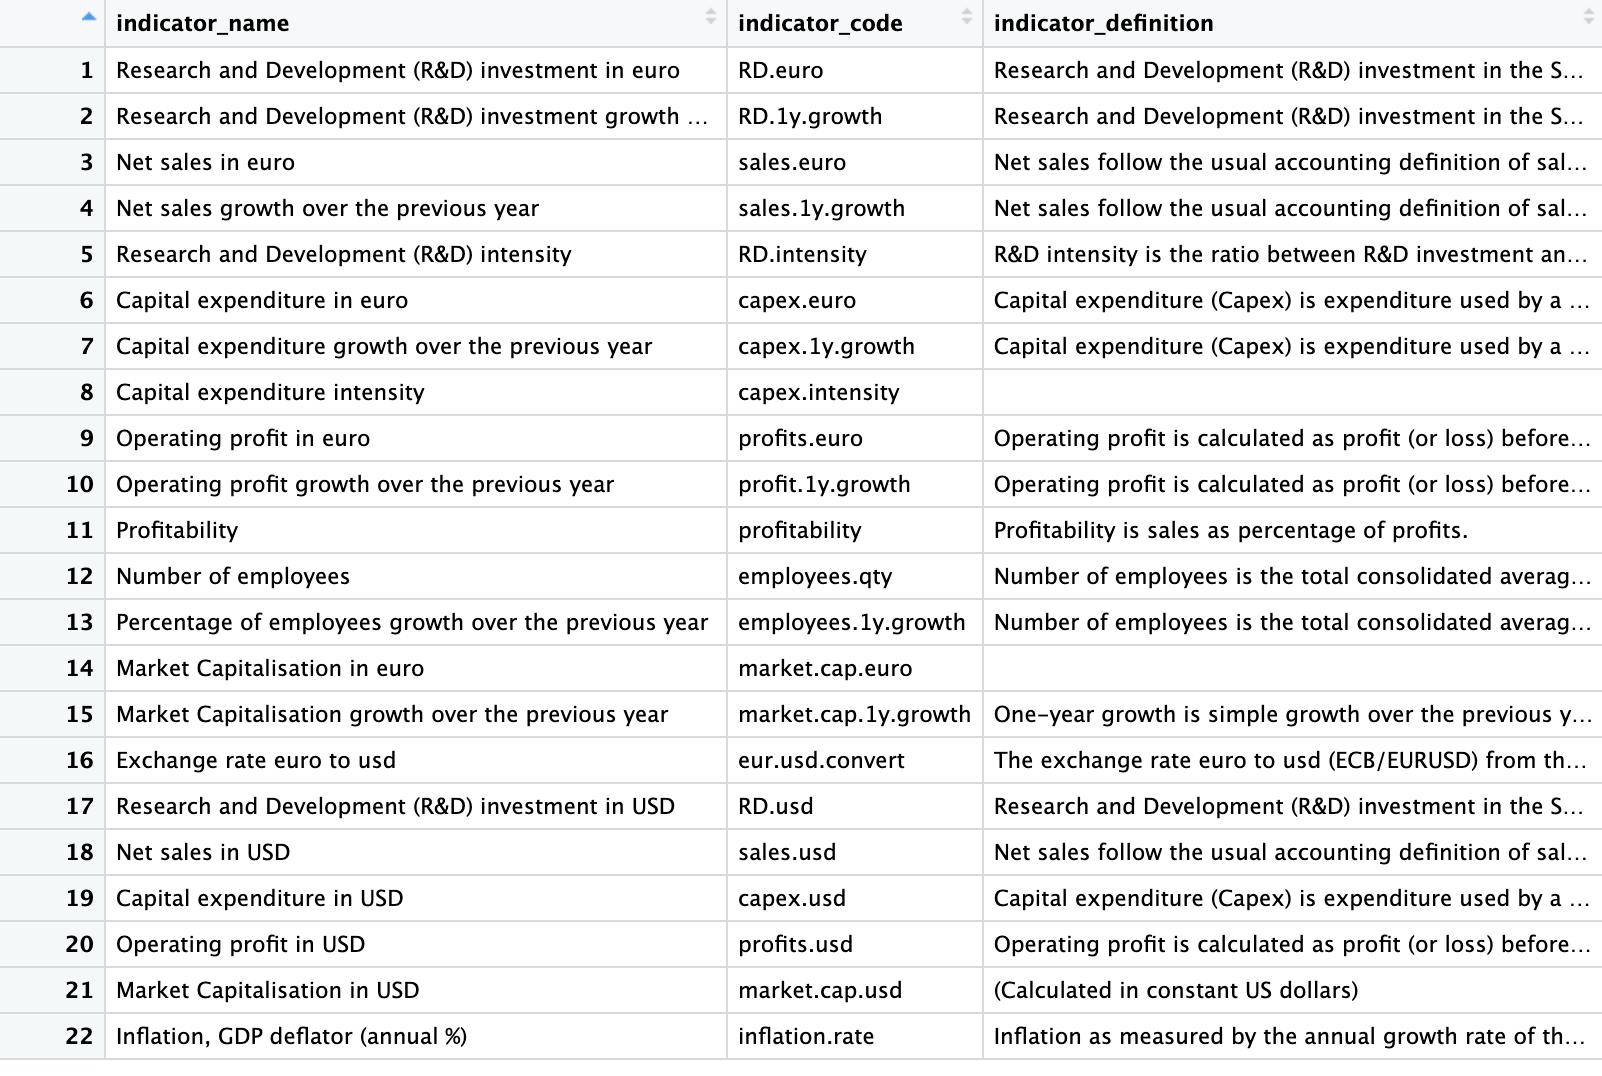 indicator_name indicator_code indicator_definition
1 Research and Development (R&D) investment in euro RD.euro Research and Development (R&D) investment in the S...
2 Research and Development (R&D) investment growth ... RD.1y.growth Research and Development (R&D) investment in the S...
3 Net sales in euro sales.euro Net sales follow the usual accounting definition of sal...
4 Net sales growth over the previous year sales.1y.growth Net sales follow the usual accounting definition of sal...
5 Research and Development (R&D) intensity RD.intensity R&D intensity is the ratio between R&D investment an...
6 Capital expenditure in euro capex.euro Capital expenditure (Capex) is expenditure used by a ...
7 Capital expenditure growth over the previous year capex.1y.growth Capital expenditure (Capex) is expenditure used by a ...
8 Capital expenditure intensity capex.intensity
9 Operating profit in euro profits.euro Operating profit is calculated as profit (or loss) before...
10 Operating profit growth over the previous year profit.1y.growth Operating profit is calculated as profit (or loss) before...
11 Profitability profitability Profitability is sales as percentage of profits.
12 Number of employees employees.qty Number of employees is the total consolidated averag...
13 Percentage of employees growth over the previous year employees.1y.growth Number of employees is the total consolidated averag...
14 Market Capitalisation in euro market.cap.euro
15 Market Capitalisation growth over the previous year market.cap.1y.growth One-year growth is simple growth over the previous y...
16 Exchange rate euro to usd eur.usd.convert The exchange rate euro to usd (ECB/EURUSD) from th...
17 Research and Development (R&D) investment in USD RD.usd Research and Development (R&D) investment in the S...
18 Net sales in USD sales.usd Net sales follow the usual accounting definition of sal...
19 Capital expenditure in USD capex.usd Capital expenditure (Capex) is expenditure used by a ...
20 Operating profit in USD profits.usd Operating profit is calculated as profit (or loss) before...
21 Market Capitalisation in USD market.cap.usd (Calculated in constant US dollars)
22 Inflation, GDP deflator (annual %) inflation.rate Inflation as measured by the annual growth rate of th...